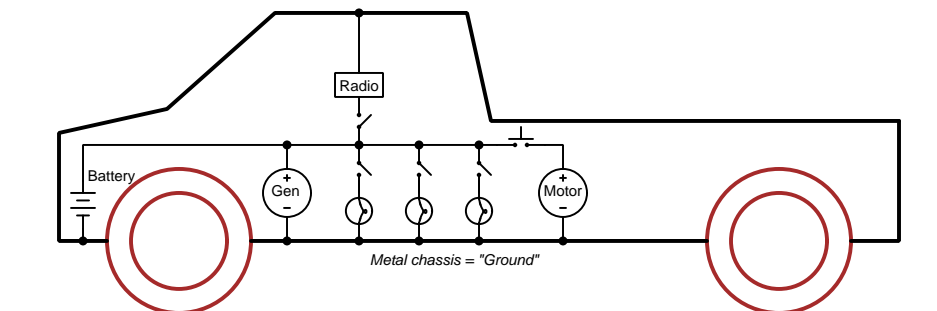 Radio
Battery
+
Gen
−
+
Motor
−
Metal chassis = "Ground"